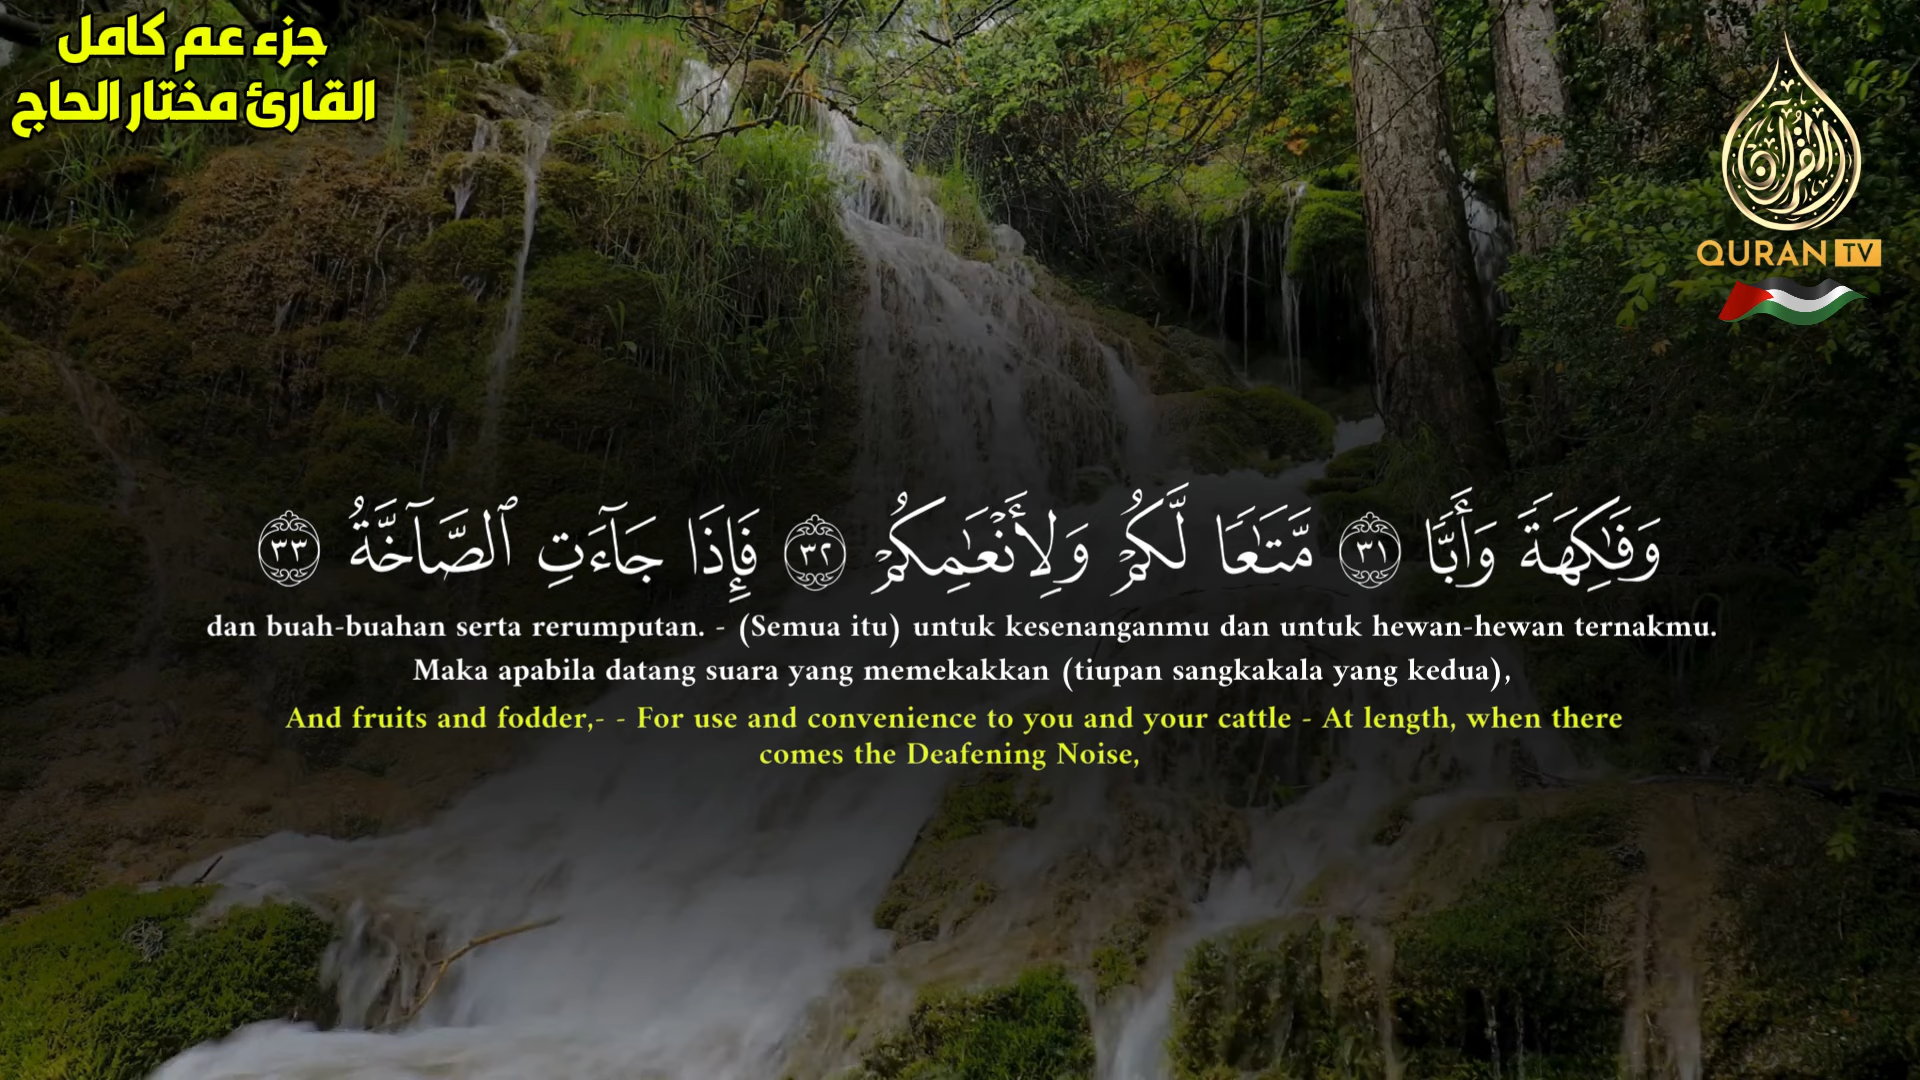 جزء عم كامل
القارئ مختار الحاج
القرآن
QURAN TV
وَفَٰكِهَةً وَأَبًّا ٣١ مَّتَٰعًا لَّكُمْ وَلِأَنْعَٰمِكُمْ ٣٢ فَإِذَا جَآءَتِ ٱلصَّآخَّةُ ٣٣
dan buah-buahan serta rerumputan. - (Semua itu) untuk kesenanganmu dan untuk hewan-hewan ternakmu.
Maka apabila datang suara yang memekakkan (tiupan sangkakala yang kedua),
And fruits and fodder,- - For use and convenience to you and your cattle - At length, when there
comes the Deafening Noise,